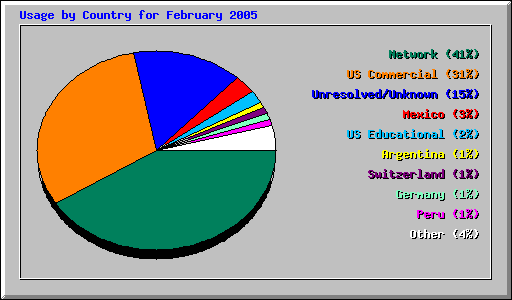 Usage by Country for February 2005
Network (41%)
US Commercial (31%)
Unresolved/Unknown (15%)
Mexico (3%)
US Educational (2%)
Argentina (1%)
Switzerland (1%)
Germany (1%)
Peru (1%)
Other (4%)